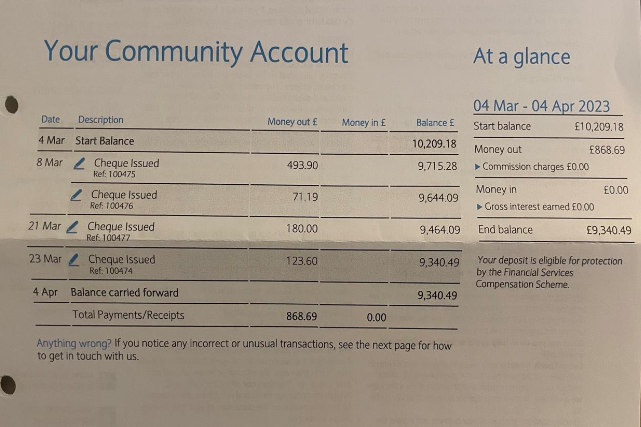 Your Community Account
Date Description Money out £ Money in £ Balance £
4 Mar Start Balance 10,209.18
8 Mar Cheque Issued 493.90 9,715.28
Ref: 100475
Cheque Issued 71.19 9,644.09
Ref: 100476
21 Mar Cheque Issued 180.00 9,464.09
Ref: 100477
23 Mar Cheque Issued 123.60 9,340.49
Ref: 100474
4 Apr Balance carried forward 9,340.49
Total Payments/Receipts 868.69 0.00
Anything wrong? If you notice any incorrect or unusual transactions, see the next page for how
to get in touch with us.
At a glance
04 Mar - 04 Apr 2023
Start balance £10,209.18
Money out £868.69
▶ Commission charges £0.00
Money in £0.00
▶ Gross interest earned £0.00
End balance £9,340.49
Your deposit is eligible for protection
by the Financial Services
Compensation Scheme.